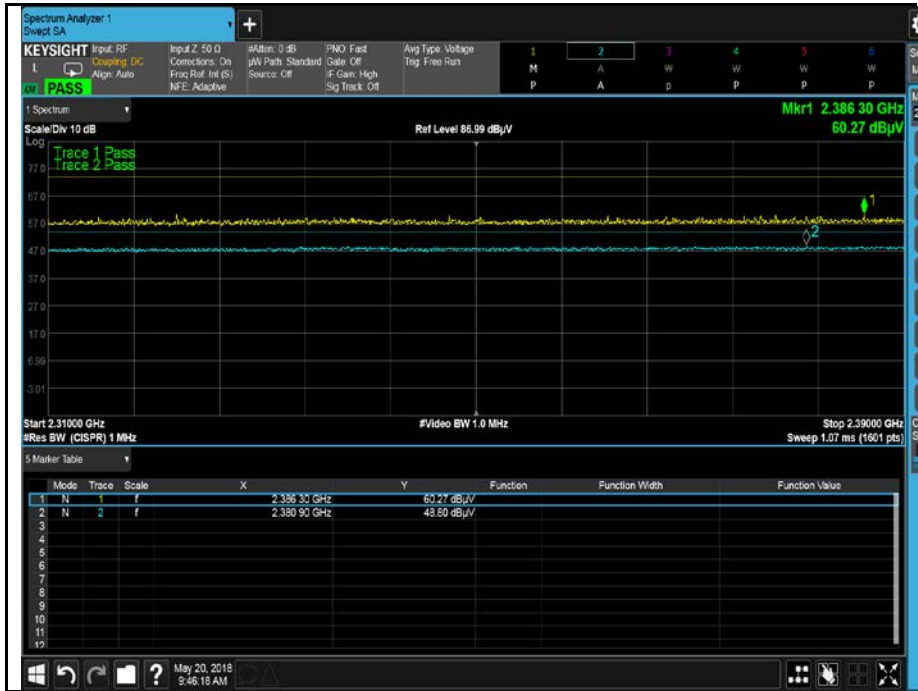 Spectrum Analyzer 1
Swept SA
KEYSIGHT Input: RF Input Z: 50 Ω #Atten: 0 dB PNO: Fast Avg Type: Voltage 1 2 3 4 5 6
L Coupling: DC Corrections: On µW Path: Standard Gate: Off Trig: Free Run M A W W W W
Align: Auto Freq Ref: Int (S) Source: Off IF Gain: High
PASS NFE: Adaptive Sig Track: Off P A p P P P
1 Spectrum Mkr1 2.386 30 GHz
Scale/Div 10 dB Ref Level 86.99 dBµV 60.27 dBµV
Log
Trace 1 Pass
Trace 2 Pass
77.0
67.0
1
57.0
2
47.0
37.0
27.0
17.0
6.99
-3.01
Start 2.31000 GHz #Video BW 1.0 MHz Stop 2.39000 GHz
#Res BW (CISPR) 1 MHz Sweep 1.07 ms (1601 pts)
5 Marker Table
Mode Trace Scale X Y Function Function Width Function Value
1 N 1 f 2.386 30 GHz 60.27 dBµV
2 N 2 f 2.380 90 GHz 48.80 dBµV
3
4
5
6
7
8
9
10
11
12
? May 20, 2018
9:46:18 AM